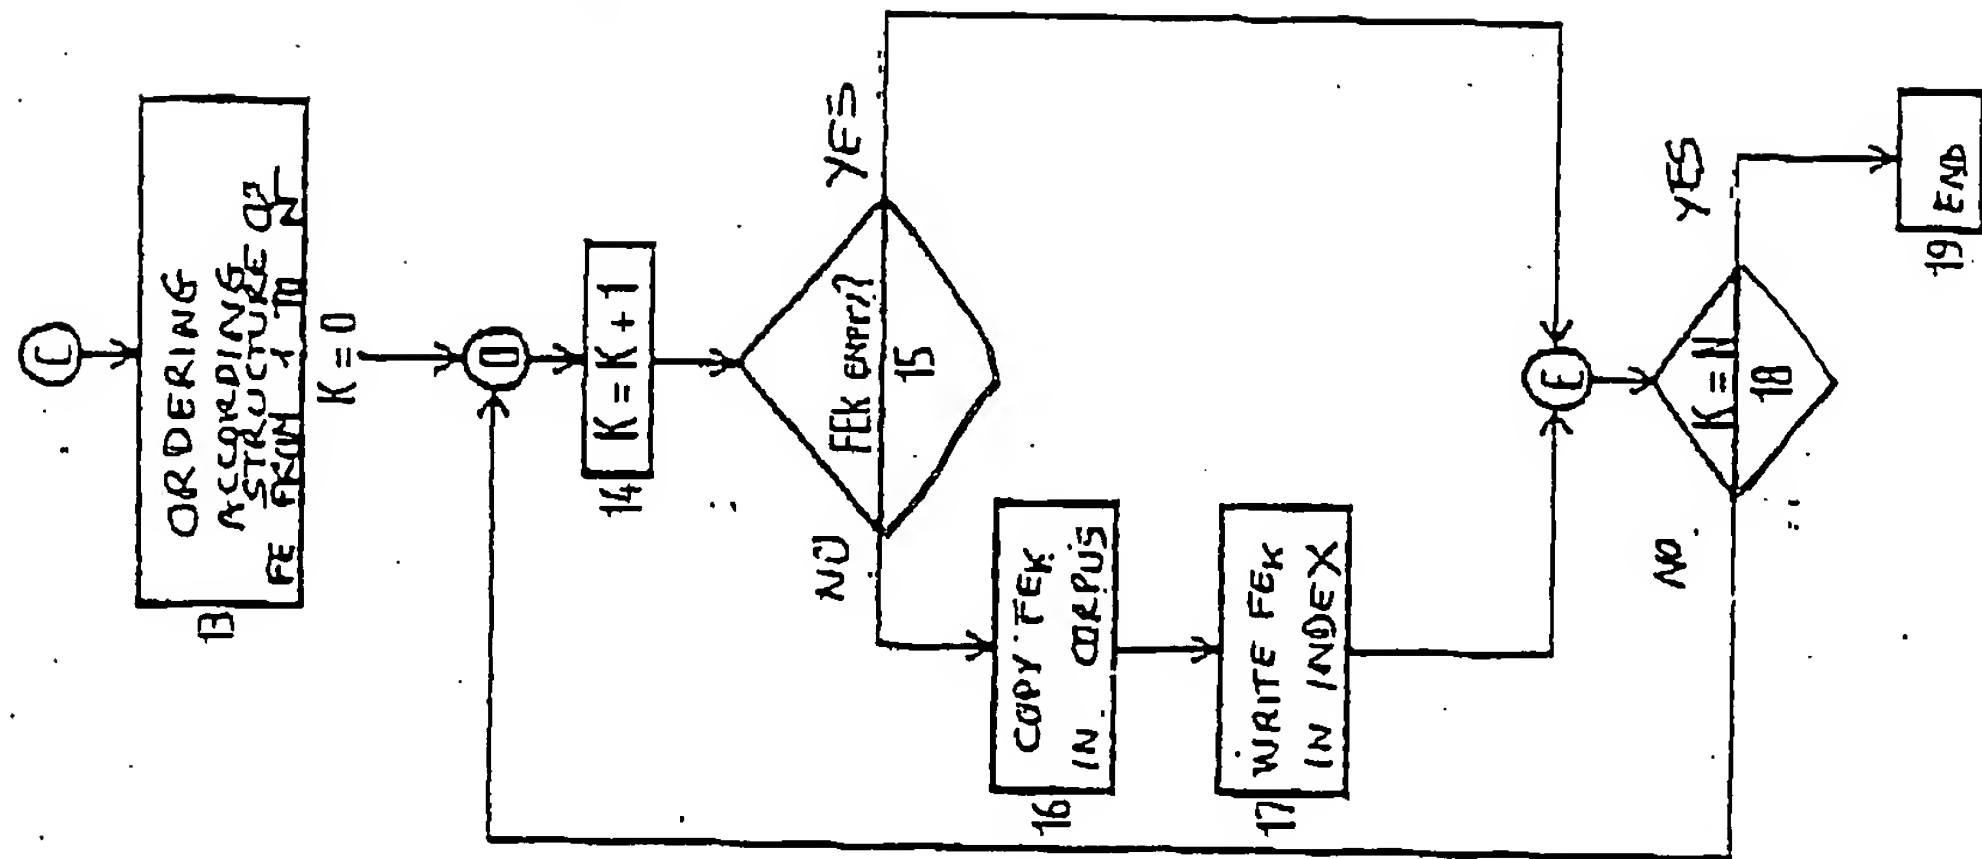 C
ORDERING
ACCORDING
STRUCTURE OF
FE FROM 1 TO N
13
K = 0
D
K = K + 1
14
FEK EMPTY?
15
YES
NO
COPY FEK
IN CORPUS
16
WRITE FEK
IN INDEX
17
E
K = N
18
YES
NO
END
19